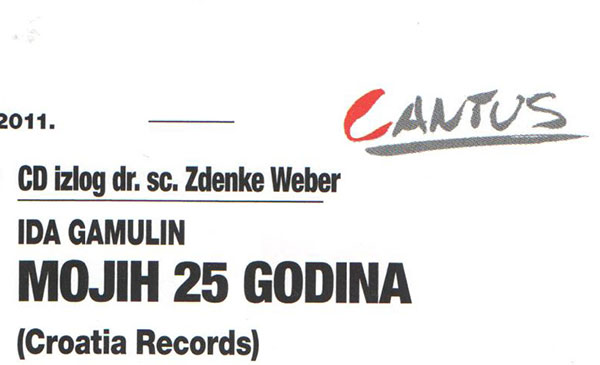 2011.
CANTUS
CD izlog dr. sc. Zdenke Weber
IDA GAMULIN
MOJIH 25 GODINA
(Croatia Records)